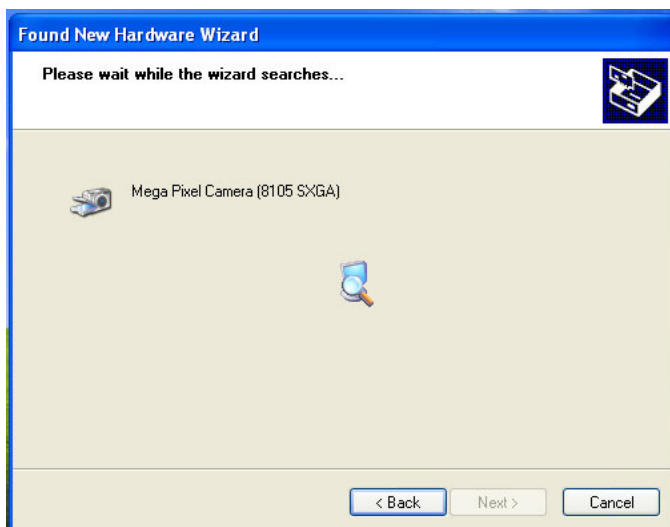 Found New Hardware Wizard
Please wait while the wizard searches...
Mega Pixel Camera (8105 SXGA)
< Back
Next >
Cancel